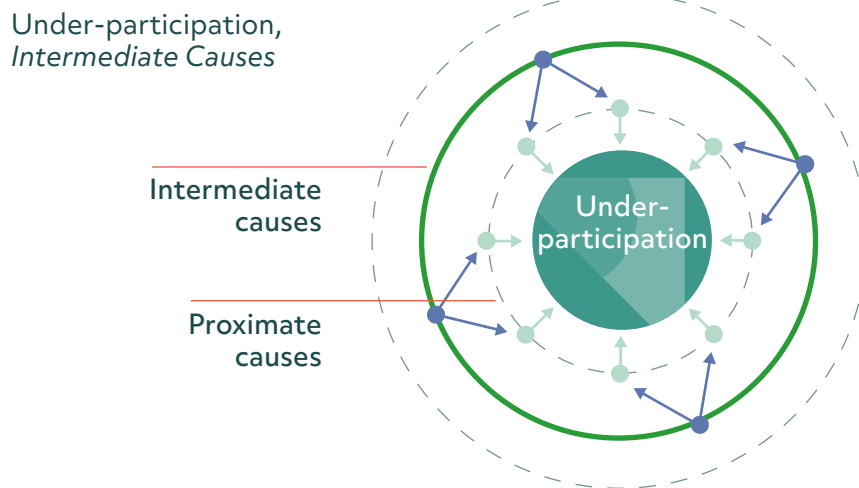 Under-participation,
Intermediate Causes
Intermediate
causes
Proximate
causes
Under-
participation